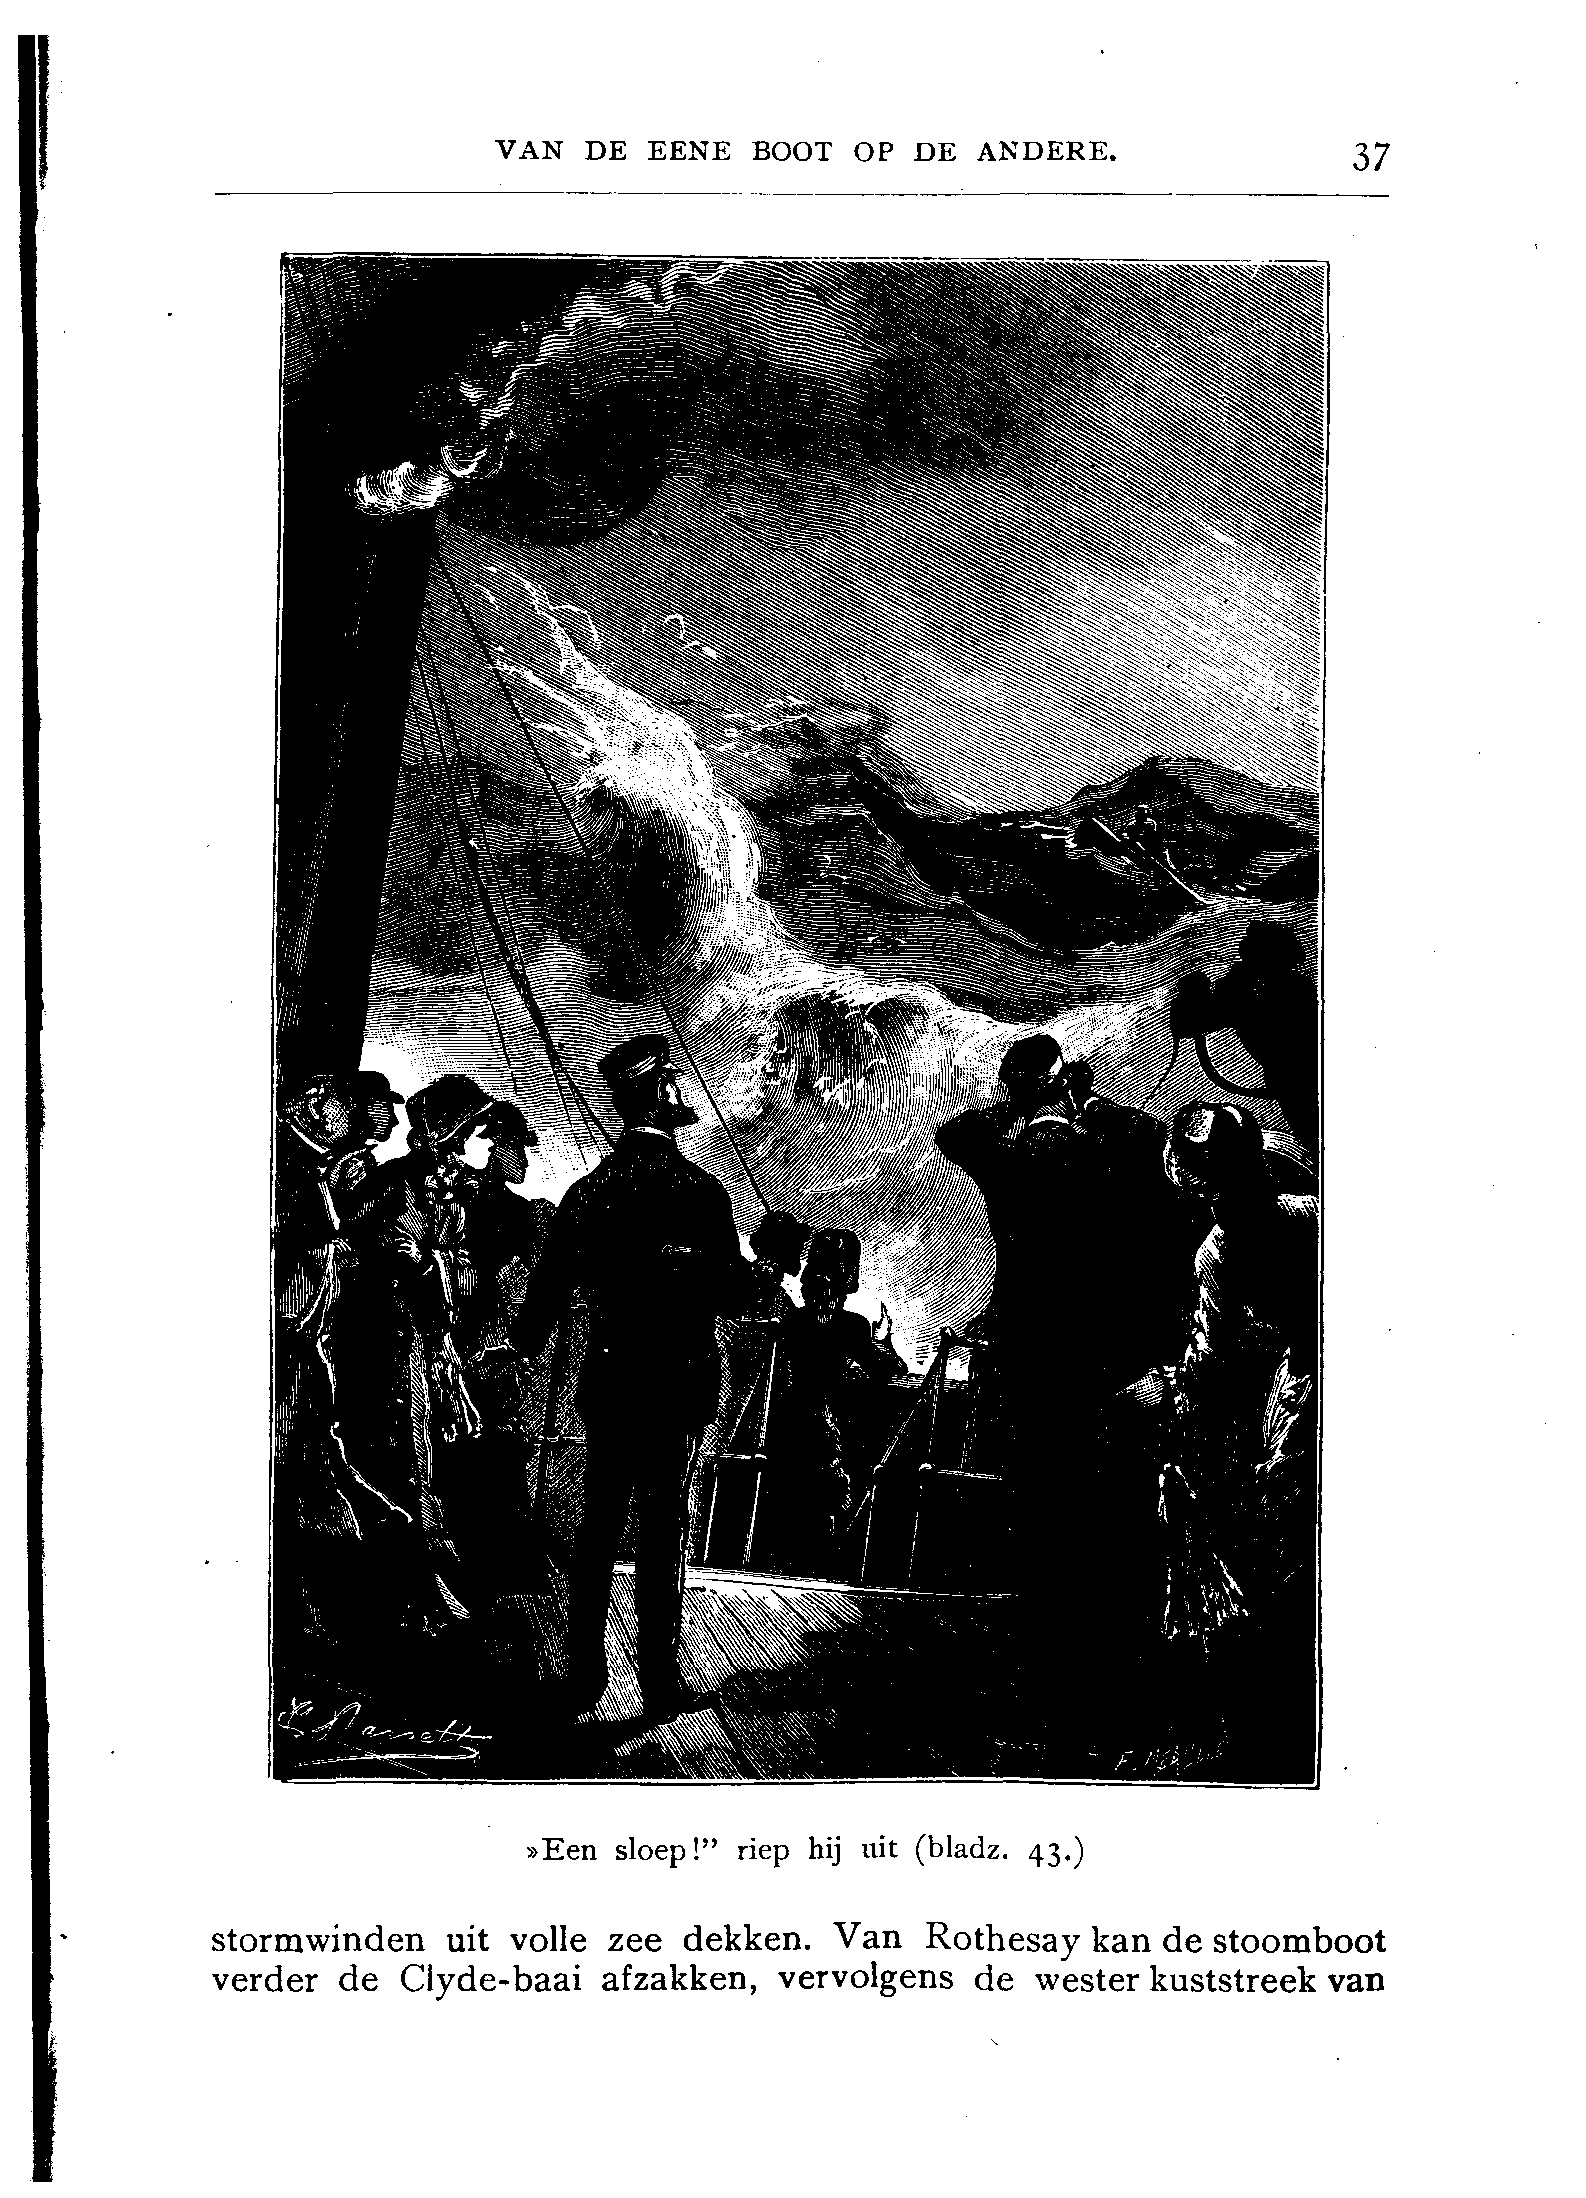 VAN DE EENE BOOT OP DE ANDERE. 37
»Een sloep!” riep hij uit (bladz. 43.)
stormwinden uit volle zee dekken. Van Rothesay kan de stoomboot
verder de Clyde-baai afzakken, vervolgens de wester kuststreek van